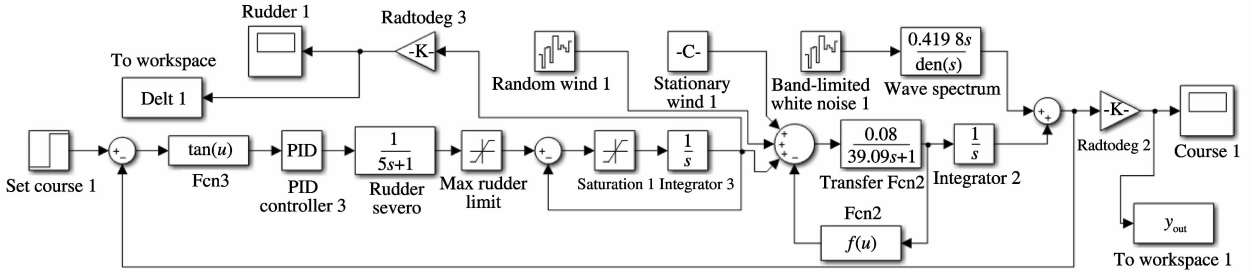 Rudder 1
Radtodeg 3
-K-
To workspace
Delt 1
Random wind 1
-C-
Stationary
wind 1
Band-limited
white noise 1
0.419 8s
den(s)
Wave spectrum
Set course 1
+
−
tan(u)
Fcn3
PID
PID
controller 3
1
5s+1
Rudder
severo
Max rudder
limit
+
−
Saturation 1
1
s
Integrator 3
+
+
+
−
0.08
39.09s+1
Transfer Fcn2
1
s
Integrator 2
Fcn2
f(u)
+
+
-K-
Radtodeg 2
Course 1
yout
To workspace 1